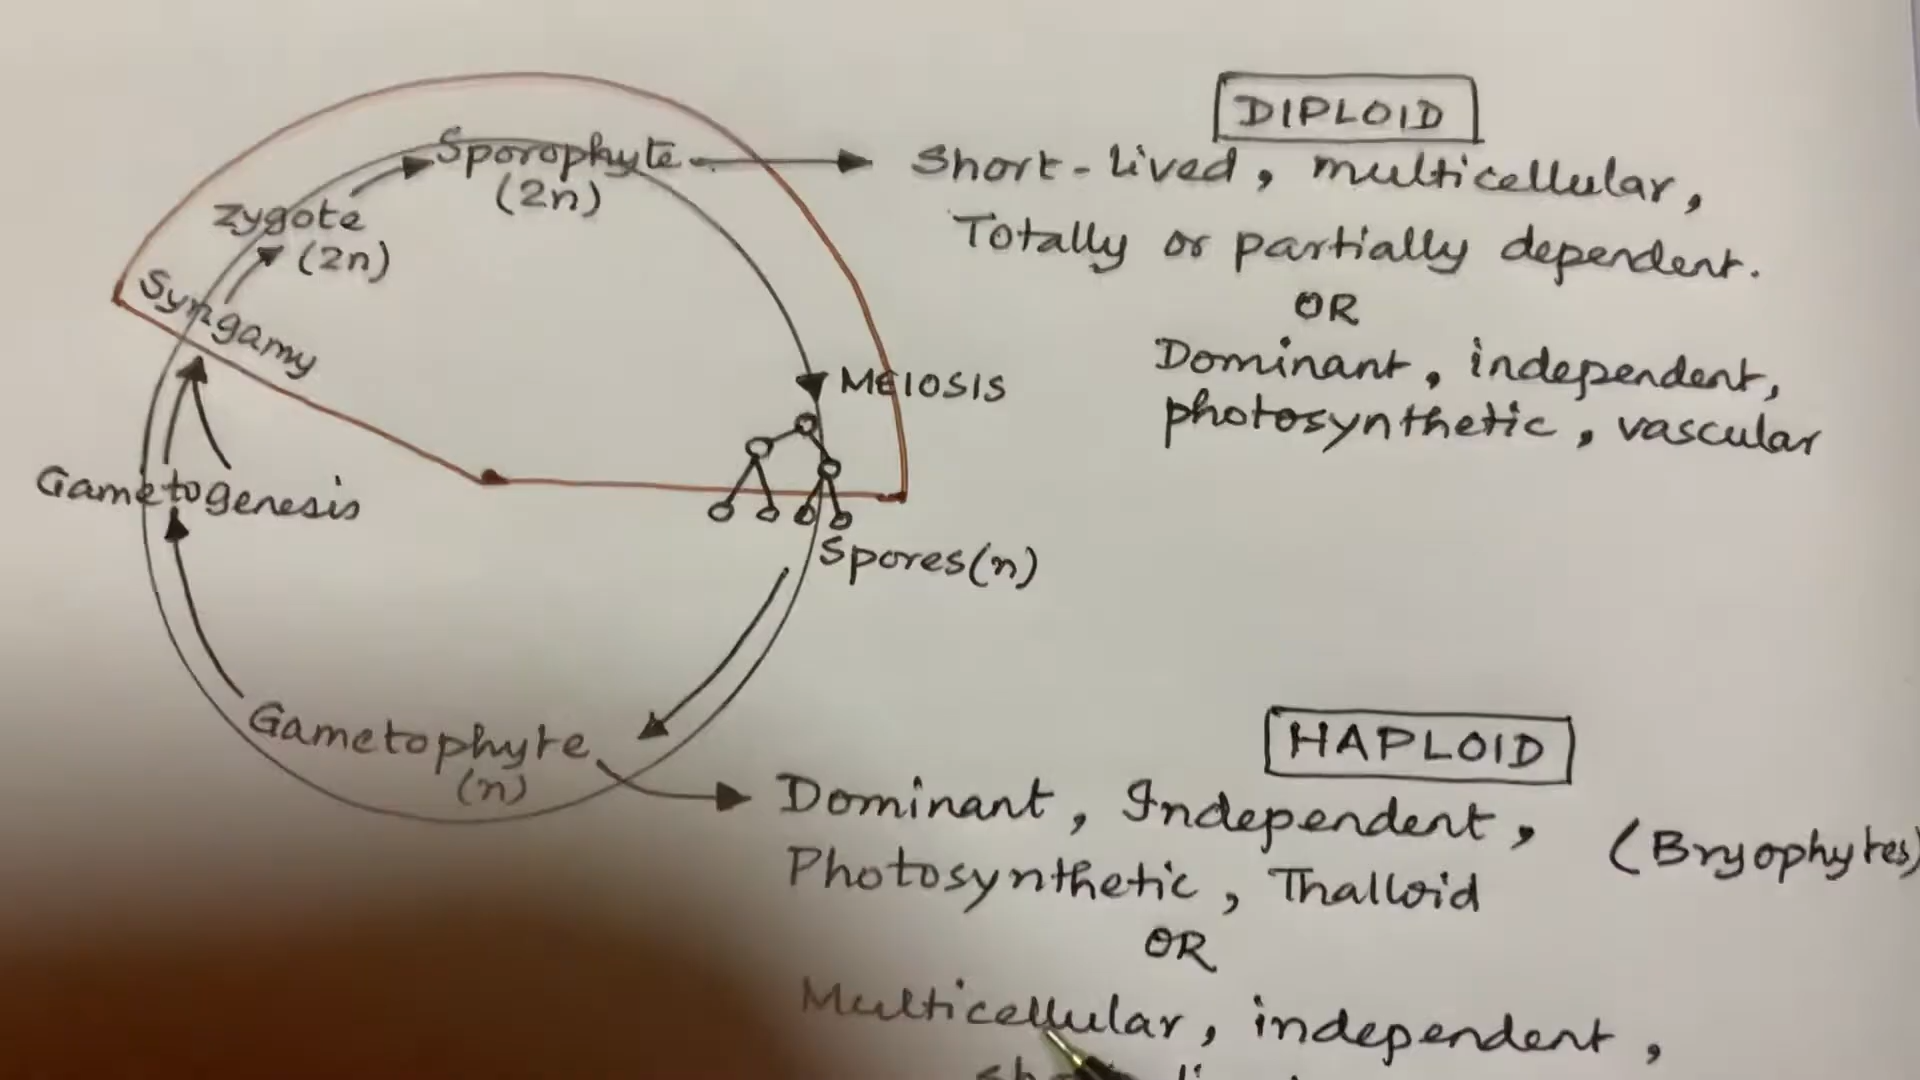 Sporophyte
(2n)
Zygote
(2n)
Syngamy
MEIOSIS
Gametogenesis
Spores(n)
Gametophyte
(n)
DIPLOID
Short-lived, multicellular,
Totally or partially dependent.
OR
Dominant, independent,
photosynthetic, vascular
HAPLOID
Dominant, Independent,
(Bryophytes)
Photosynthetic, Thalloid
OR
Multicellular, independent,